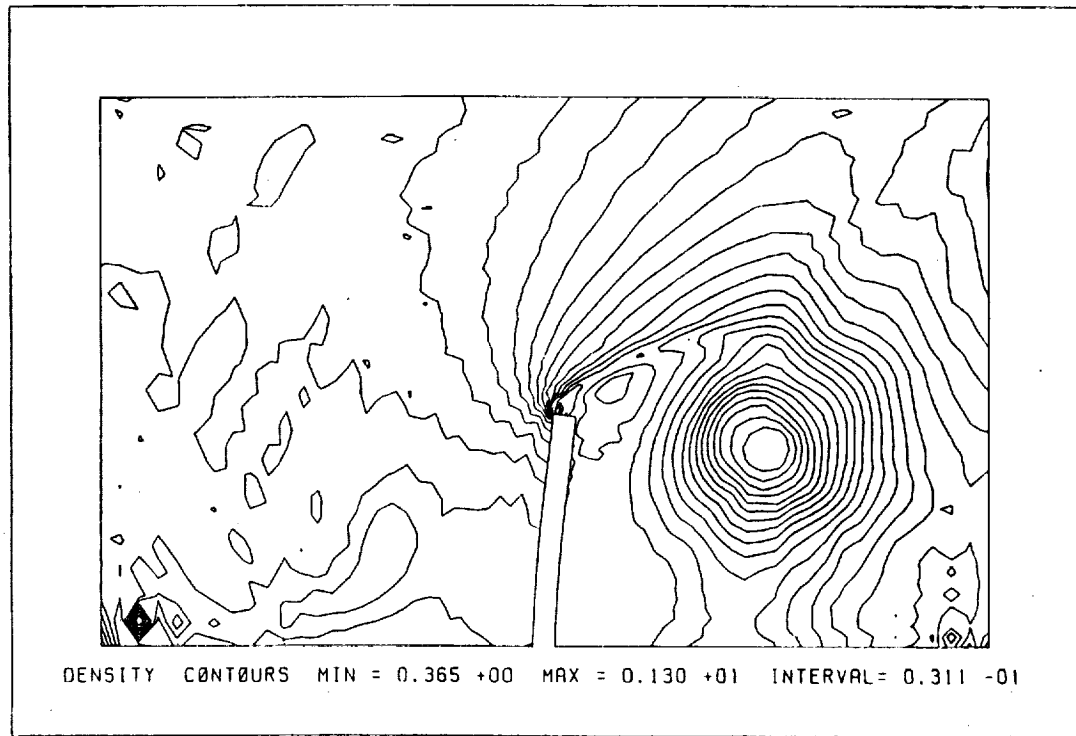 DENSITY CØNTØURS MIN = 0.365 +00 MAX = 0.130 +01 INTERVAL= 0.311 -01